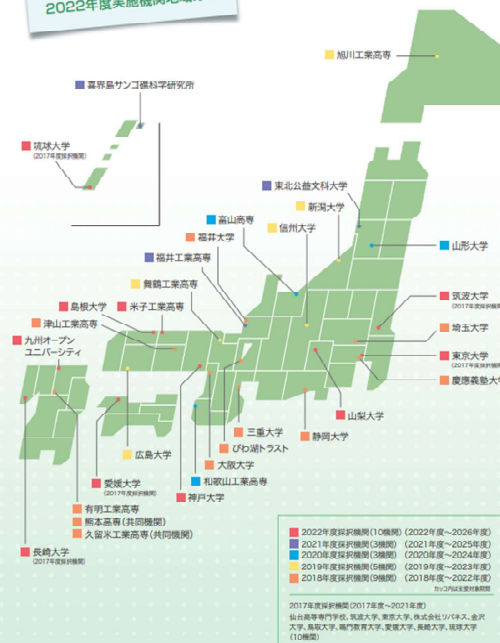 2022年度実施機関地域
旭川工業高専
喜界島サンゴ礁科学研究所
琉球大学
(2017年度採択機関)
東北公益文科大学
新潟大学
富山高専
信州大学
福井大学
山形大学
福井工業高専
舞鶴工業高専
筑波大学
(2017年度採択機関
島根大学
米子工業高専
津山工業高専
埼玉大学
九州オープン
ユニバーシティ
東京大学
(2017年度採択機関
慶應義塾大
山梨大学
三重大学
静岡大学
びわ湖トラスト
広島大学
大阪大学
和歌山工業高専
愛媛大学
(2017年度採択機関)
神戸大学
有明工業高専
熊本高専(共同機関)
久留米工業高専(共同機関)
長崎大学
(2017年度採択機関)
2022年度採択機関(10機関)(2022年度~2026年度)
2021年度採択機関(3機関)(2021年度~2025年度)
2020年度採択機関(3機関)(2020年度~2024年度)
2019年度採択機関(5機関)(2019年度~2023年度)
2018年度採択機関(9機関)(2018年度~2022年度)
カッコ内は支援対象期間
2017年度採択機関(2017年度~2021年度)
仙台高等専門学校, 筑波大学, 東京大学, 株式会社リバネス, 金沢
大学, 鳥取大学, 鳴門教育大学, 愛媛大学, 長崎大学, 琉球大学
(10機関)